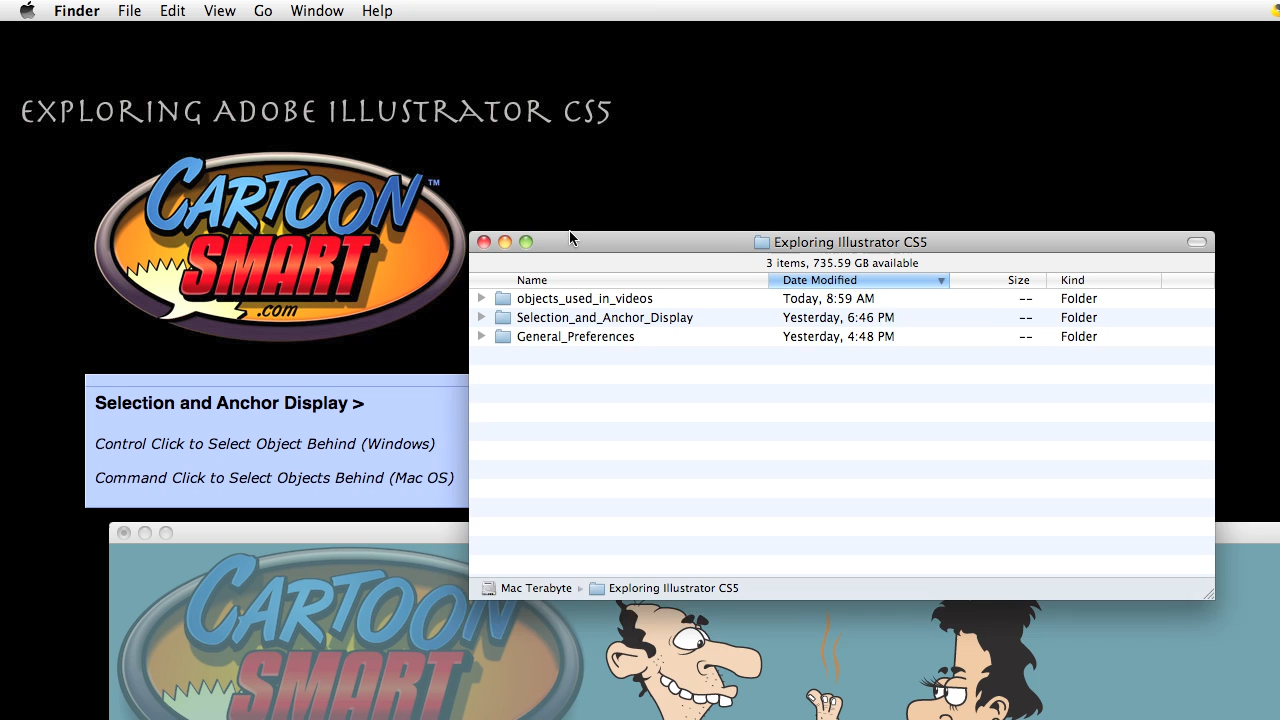 Finder File Edit View Go Window Help
EXPLORING ADOBE ILLUSTRATOR CS5
CARTOON™
SMART
.com
Exploring Illustrator CS5
3 items, 735.59 GB available
Name Date Modified Size Kind
objects_used_in_videos Today, 8:59 AM -- Folder
Selection_and_Anchor_Display Yesterday, 6:46 PM -- Folder
General_Preferences Yesterday, 4:48 PM -- Folder
Mac Terabyte Exploring Illustrator CS5
Selection and Anchor Display >
Control Click to Select Object Behind (Windows)
Command Click to Select Objects Behind (Mac OS)
CARTOON
SMART